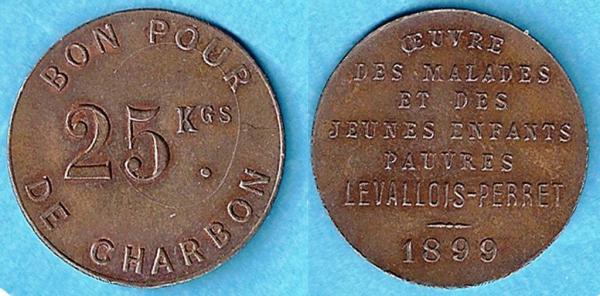 BON POUR
25 KGS
DE CHARBON
ŒUVRE
DES MALADES
ET DES
JEUNES ENFANTS
PAUVRES
LEVALLOIS-PERRET
1899